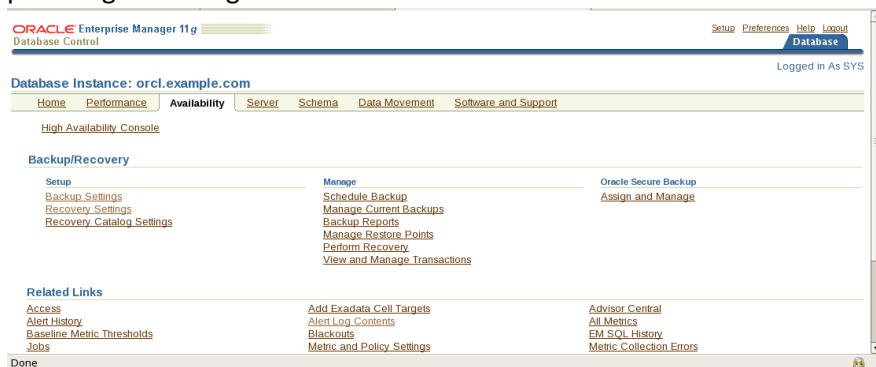 ORACLE Enterprise Manager 11g
Database Control
Setup Preferences Help Logout
Database
Logged in As SYS
Database Instance: orcl.example.com
Home Performance Availability Server Schema Data Movement Software and Support
High Availability Console
Backup/Recovery
Setup
Backup Settings
Recovery Settings
Recovery Catalog Settings
Manage
Schedule Backup
Manage Current Backups
Backup Reports
Manage Restore Points
Perform Recovery
View and Manage Transactions
Oracle Secure Backup
Assign and Manage
Related Links
Access
Alert History
Baseline Metric Thresholds
Jobs
Add Exadata Cell Targets
Alert Log Contents
Blackouts
Metric and Policy Settings
Advisor Central
All Metrics
EM SQL History
Metric Collection Errors
Done